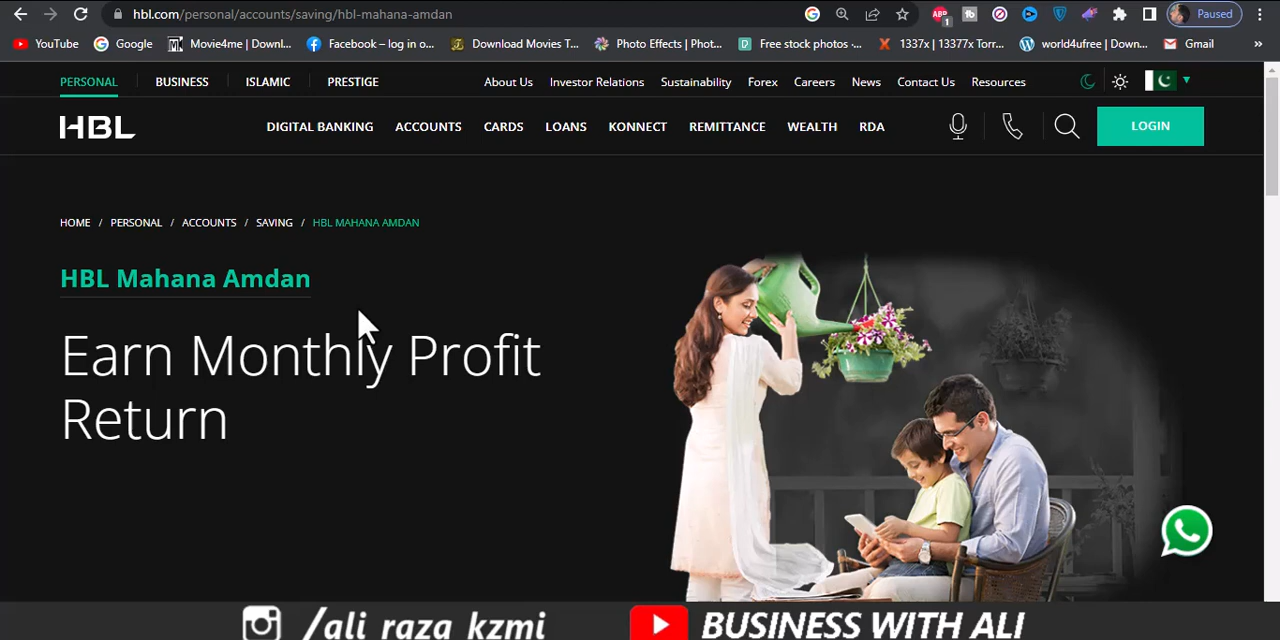 hbl.com/personal/accounts/saving/hbl-mahana-amdan
ABP
1
tb
Paused
YouTube
Google
Movie4me | Downl...
Facebook – log in o...
Download Movies T...
Photo Effects | Phot...
Free stock photos -...
1337x | 13377x Torr...
world4ufree | Down...
Gmail
»
PERSONAL
BUSINESS
ISLAMIC
PRESTIGE
About Us
Investor Relations
Sustainability
Forex
Careers
News
Contact Us
Resources
HBL
DIGITAL BANKING
ACCOUNTS
CARDS
LOANS
KONNECT
REMITTANCE
WEALTH
RDA
LOGIN
HOME / PERSONAL / ACCOUNTS / SAVING / HBL MAHANA AMDAN
HBL Mahana Amdan
Earn Monthly Profit
Return
/ali raza kzmi
BUSINESS WITH ALI